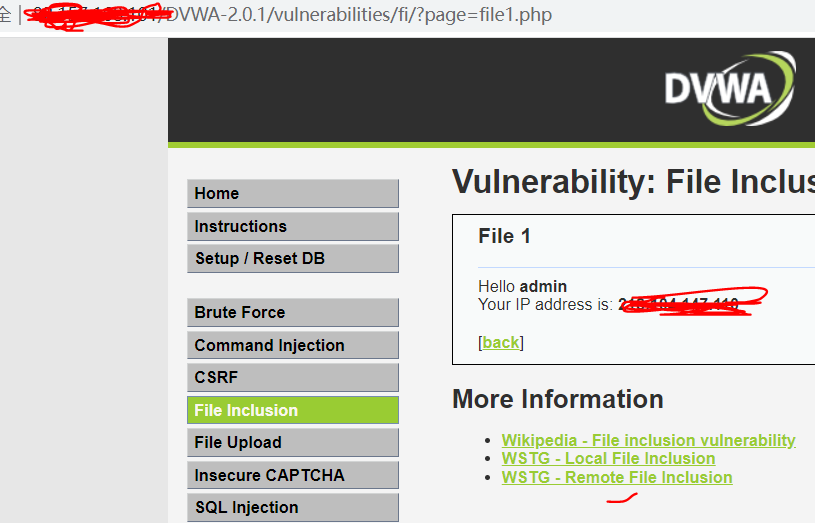 全 /DVWA-2.0.1/vulnerabilities/fi/?page=file1.php
DVWA
Home
Instructions
Setup / Reset DB
Brute Force
Command Injection
CSRF
File Inclusion
File Upload
Insecure CAPTCHA
SQL Injection
Vulnerability: File Inclus
File 1
Hello admin
Your IP address is:
[back]
More Information
Wikipedia - File inclusion vulnerability
WSTG - Local File Inclusion
WSTG - Remote File Inclusion